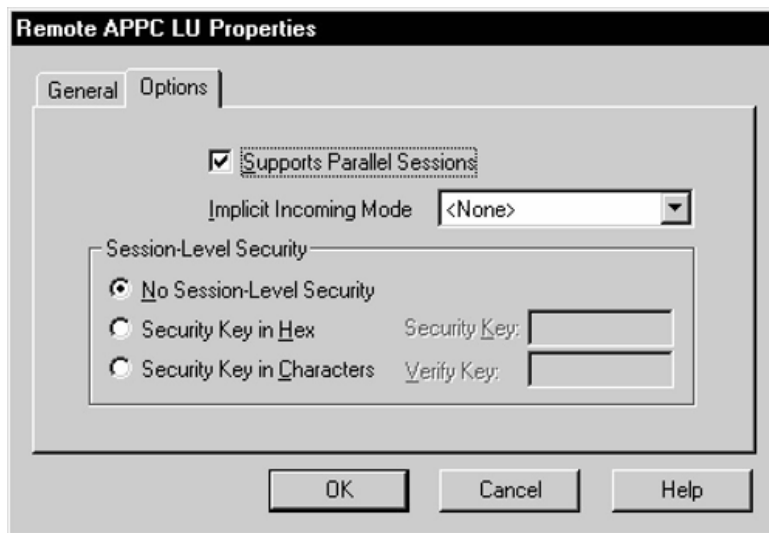 Remote APPC LU Properties
General Options
Supports Parallel Sessions
Implicit Incoming Mode <None>
Session-Level Security
No Session-Level Security
Security Key in Hex Security Key:
Security Key in Characters Verify Key:
OK Cancel Help